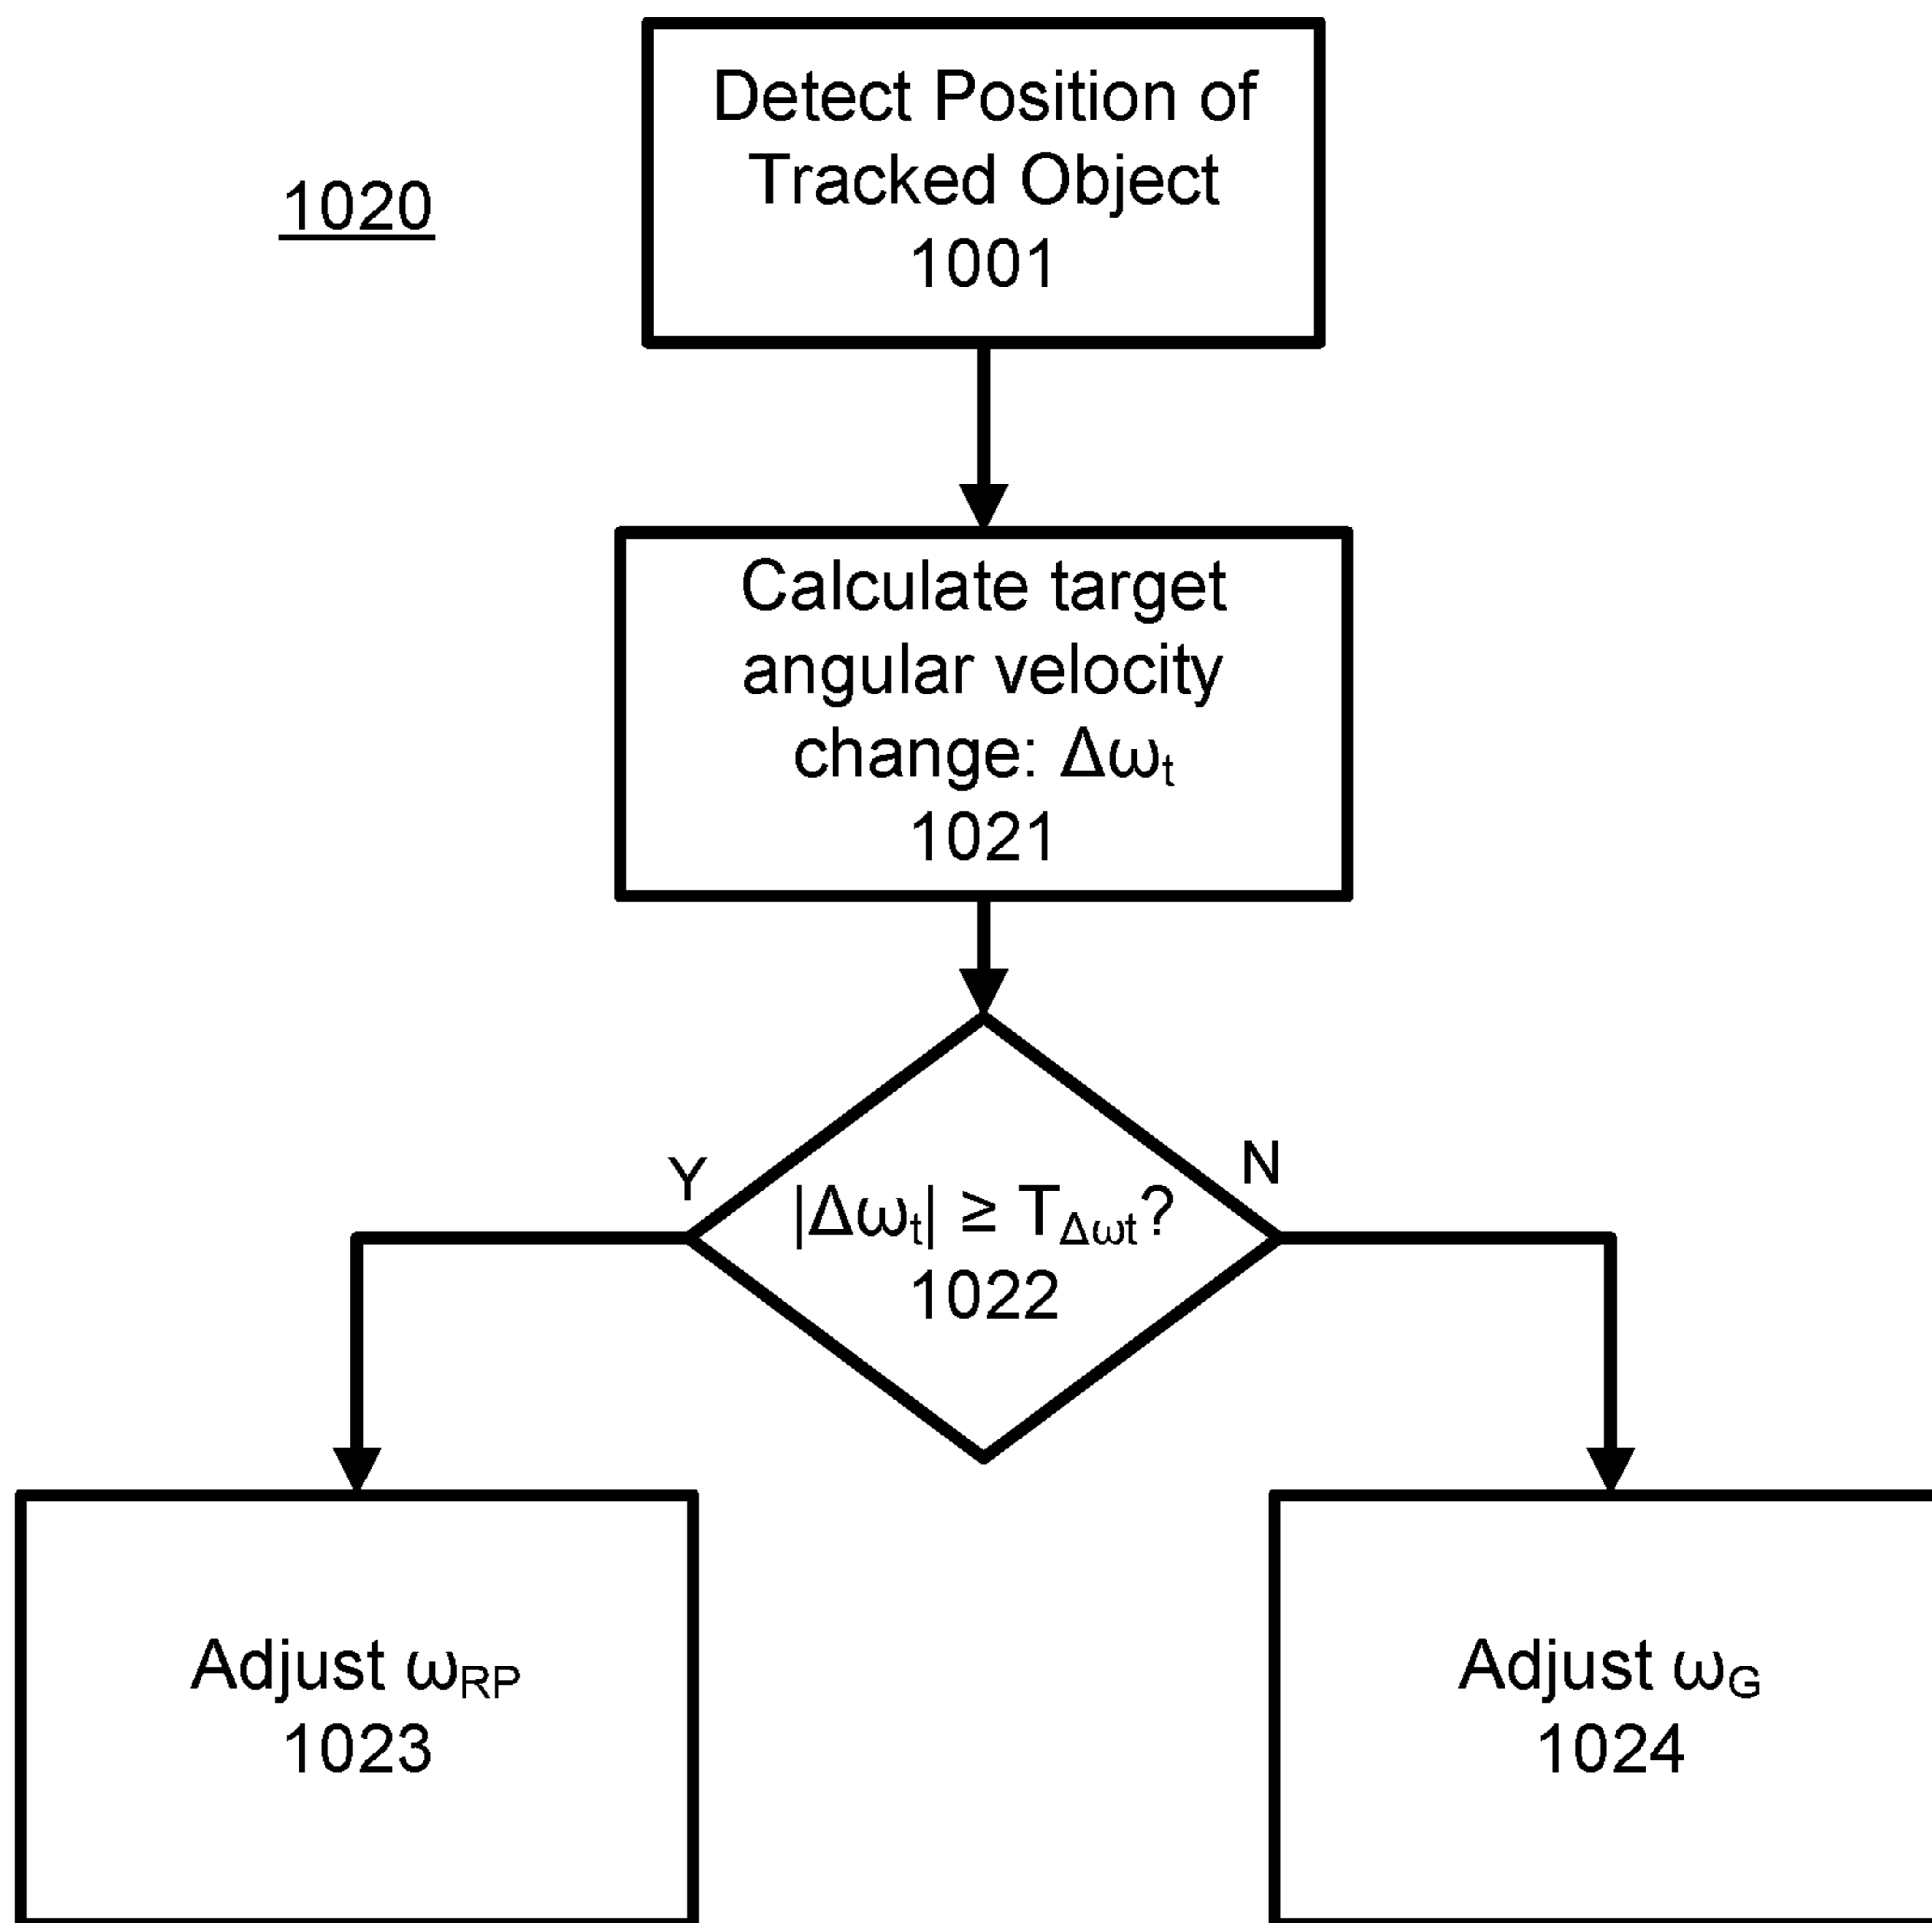 1020
Detect Position of
Tracked Object
1001
Calculate target
angular velocity
change: Δωt
1021
Y
N
|Δωt| ≥ TΔωt?
1022
Adjust ωRP
1023
Adjust ωG
1024